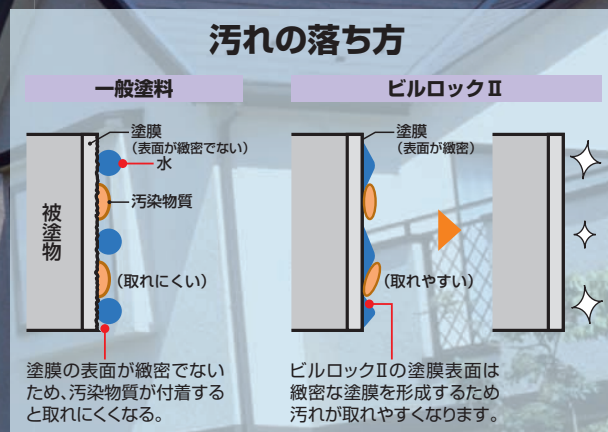 汚れの落ち方
一般塗料
塗膜
(表面が緻密でない)
水
汚染物質
被塗物
(取れにくい)
塗膜の表面が緻密でない
ため、汚染物質が付着する
と取れにくくなる。
ビルロックⅡ
塗膜
(表面が緻密)
(取れやすい)
ビルロックⅡの塗膜表面は
緻密な塗膜を形成するため
汚れが取れやすくなります。